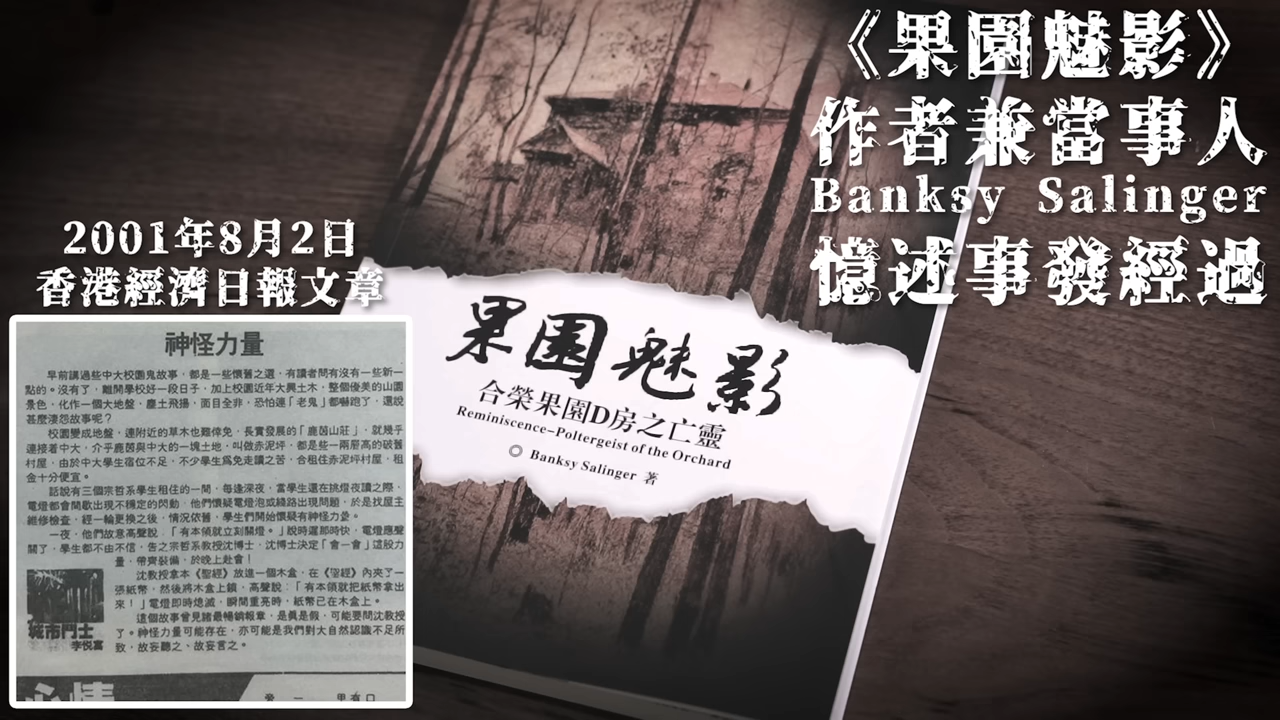 《果園魅影》
作者兼當事人
Banksy Salinger
憶述事發經過
2001年8月2日
香港經濟日報文章
神怪力量
早前講過些中大校園鬼故事，都是一些懷舊之選，有讀者問有沒有一些新一
點的。沒有了，離開學校好一段日子，加上校園近年大興土木，整個優美的山園
景色，化作一個大地盤，塵土飛揚，面目全非，恐怕連「老鬼」都嚇跑了，還說
甚麼淒怨故事呢？
校園變成地盤，連附近的草木也難倖免，長實發展的「鹿茵山莊」，就幾乎
連接着中大，介乎鹿茵與中大的一塊土地，叫做赤泥坪，都是些一兩層高的破舊
村屋，由於中大學生宿位不足，不少學生為免走讀之苦，合租住赤泥坪村屋，租
金十分便宜。
話說有三個宗哲系學生租住的一間，每逢深夜，當學生還在挑燈夜讀之際，
電燈都會間歇出現不穩定的閃動，他們懷疑電燈泡或綫路出現問題，於是找屋主
維修檢查，經一輪更換之後，情況依舊，學生們開始懷疑有神怪力量。
一夜，他們故意高聲說：「有本領就立刻關燈。」說時遲那時快，電燈應聲
關了，學生都不由不信，告之宗哲系教授沈博士，沈博士決定「會一會」這股力
量，帶齊裝備，於晚上赴會！
沈教授拿本《聖經》放進一個木盒，在《聖經》內夾了一
張紙幣，然後將木盒上鎖，高聲說：「有本領就把紙幣拿出
來！」電燈即時熄滅，瞬間重亮時，紙幣已在木盒上。
這個故事曾見諸最暢銷報章，是真是假，可能要問沈教授
了。神怪力量可能存在，亦可能是我們對大自然認識不足所
致，故妄聽之、故妄言之。
城市鬥士
李悅富
心情
果園魅影
合榮果園D房之亡靈
Reminiscence-Poltergeist of the Orchard
◎ Banksy Salinger 著